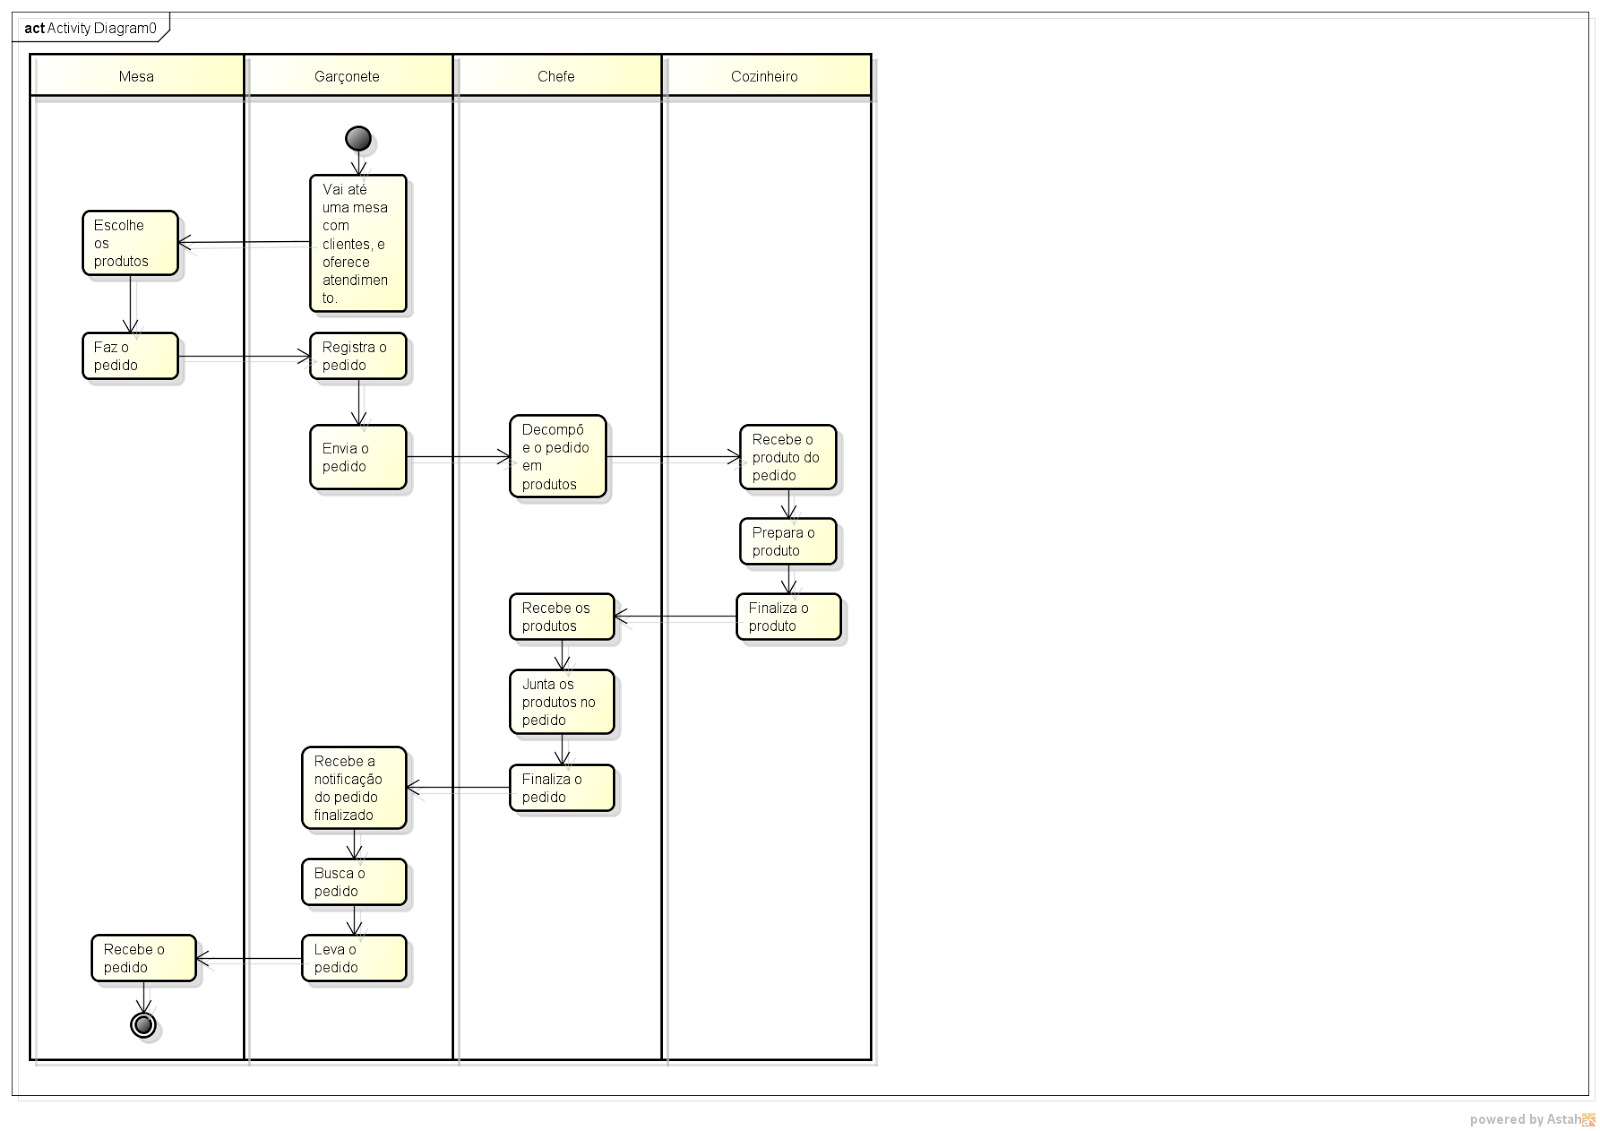 act Activity Diagram0
Mesa
Garçonete
Chefe
Cozinheiro
Vai até
uma mesa
com
clientes, e
oferece
atendimen
to.
Escolhe
os
produtos
Faz o
pedido
Registra o
pedido
Envia o
pedido
Decompõ
e o pedido
em
produtos
Recebe o
produto do
pedido
Prepara o
produto
Finaliza o
produto
Recebe os
produtos
Junta os
produtos no
pedido
Finaliza o
pedido
Recebe a
notificação
do pedido
finalizado
Busca o
pedido
Leva o
pedido
Recebe o
pedido
powered by Astah